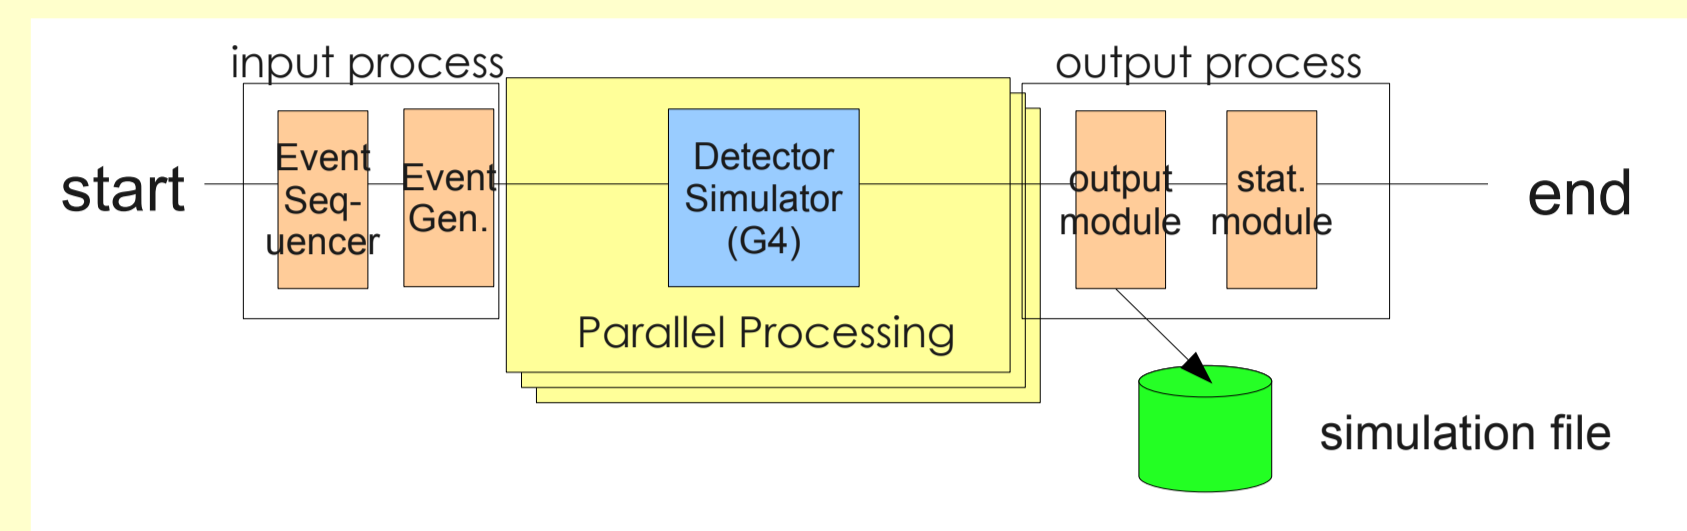 input process
output process
start
Event
Seq-
uencer
Event
Gen.
Detector
Simulator
(G4)
Parallel Processing
output
module
stat.
module
end
simulation file